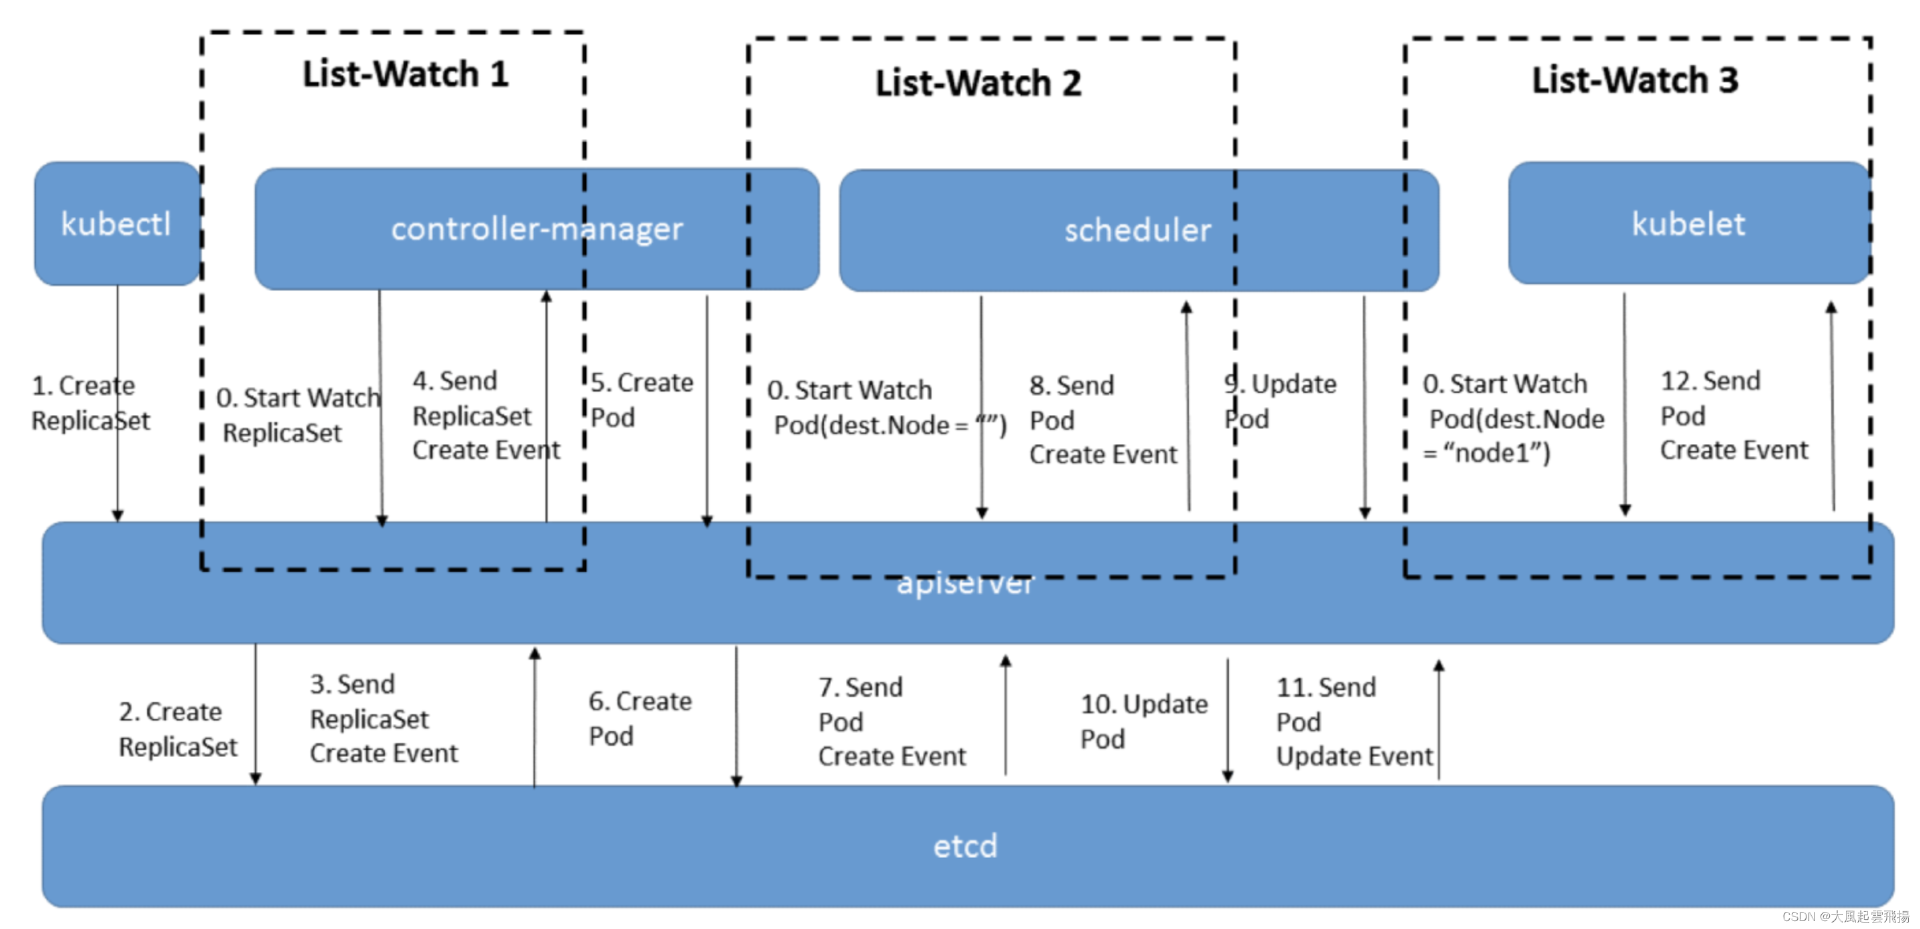 List-Watch 1
List-Watch 2
List-Watch 3
kubectl
controller-manager
scheduler
kubelet
1. Create
ReplicaSet
0. Start Watch
ReplicaSet
4. Send
ReplicaSet
Create Event
5. Create
Pod
0. Start Watch
Pod(dest.Node = “”)
8. Send
Pod
Create Event
9. Update
Pod
0. Start Watch
Pod(dest.Node
= “node1”)
12. Send
Pod
Create Event
apiserver
2. Create
ReplicaSet
3. Send
ReplicaSet
Create Event
6. Create
Pod
7. Send
Pod
Create Event
10. Update
Pod
11. Send
Pod
Update Event
etcd
CSDN @大風起雲飛揚